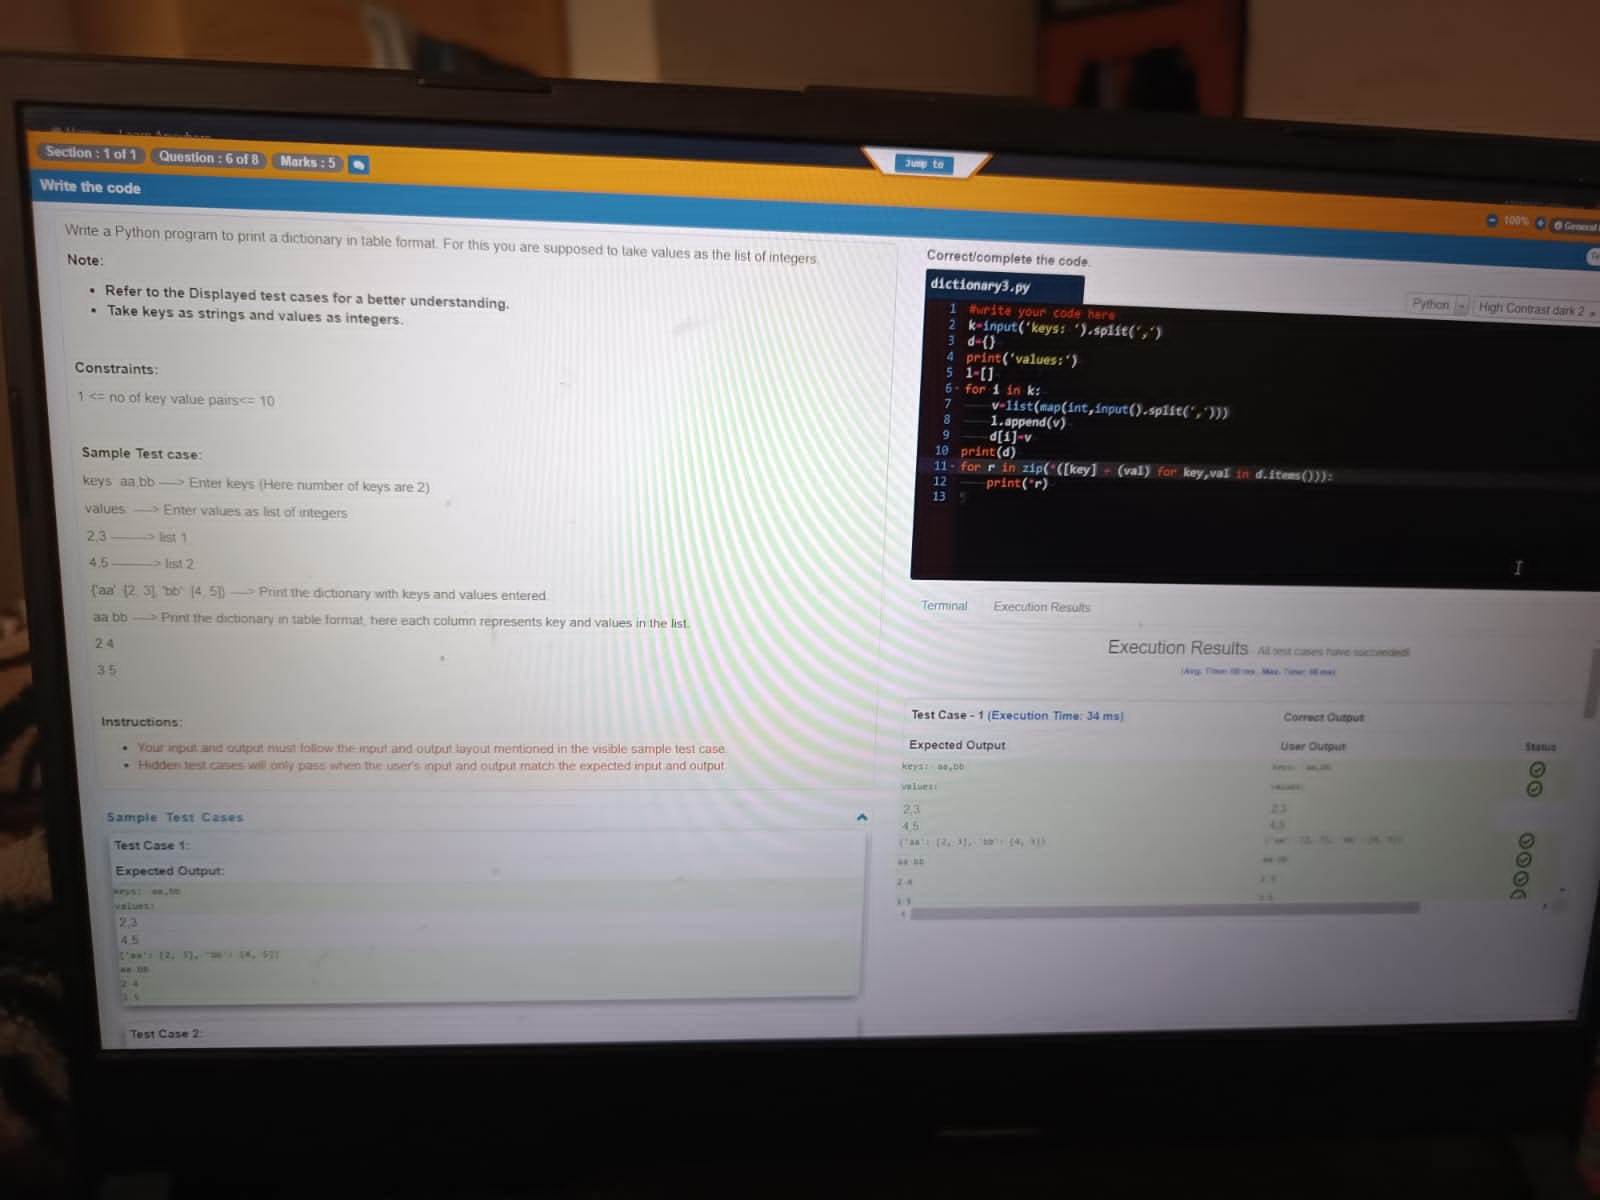 Section : 1 of 1 Question : 6 of 8 Marks : 5
Jump to
100% General
Write the code
Write a Python program to print a dictionary in table format. For this you are supposed to take values as the list of integers.
Note:
• Refer to the Displayed test cases for a better understanding.
• Take keys as strings and values as integers.
Constraints:
1 <= no of key value pairs<= 10
Sample Test case:
keys aa,bb ----> Enter keys (Here number of keys are 2)
values ----> Enter values as list of integers
2,3 --------> list 1
4,5 --------> list 2
{'aa' [2, 3], 'bb' [4, 5]} ----> Print the dictionary with keys and values entered
aa bb ----> Print the dictionary in table format, here each column represents key and values in the list.
2 4
3 5
Instructions:
• Your input and output must follow the input and output layout mentioned in the visible sample test case.
• Hidden test cases will only pass when the user's input and output match the expected input and output
Sample Test Cases
Test Case 1:
Expected Output:
keys: aa,bb
values:
2,3
4,5
{'aa': [2, 3], 'bb': [4, 5]}
aa bb
2 4
3 5
Test Case 2:
Correct/complete the code.
dictionary3.py
Python High Contrast dark 2
1 #write your code here
2 k=input('keys: ').split(',')
3 d={}
4 print('values:')
5 l=[]
6 for i in k:
7 v=list(map(int,input().split(',')))
8 l.append(v)
9 d[i]=v
10 print(d)
11 for r in zip(*([key] + (val) for key,val in d.items())):
12 print(*r)
13
Terminal Execution Results
Execution Results All test cases have succeeded!
Test Case - 1 (Execution Time: 34 ms) Correct Output
Expected Output User Output Status
keys: aa,bb keys: aa,bb
values: values:
2,3 2,3
4,5 4,5
{'aa': [2, 3], 'bb': [4, 5]}
aa bb aa bb
2 4 2 4
3 5 3 5